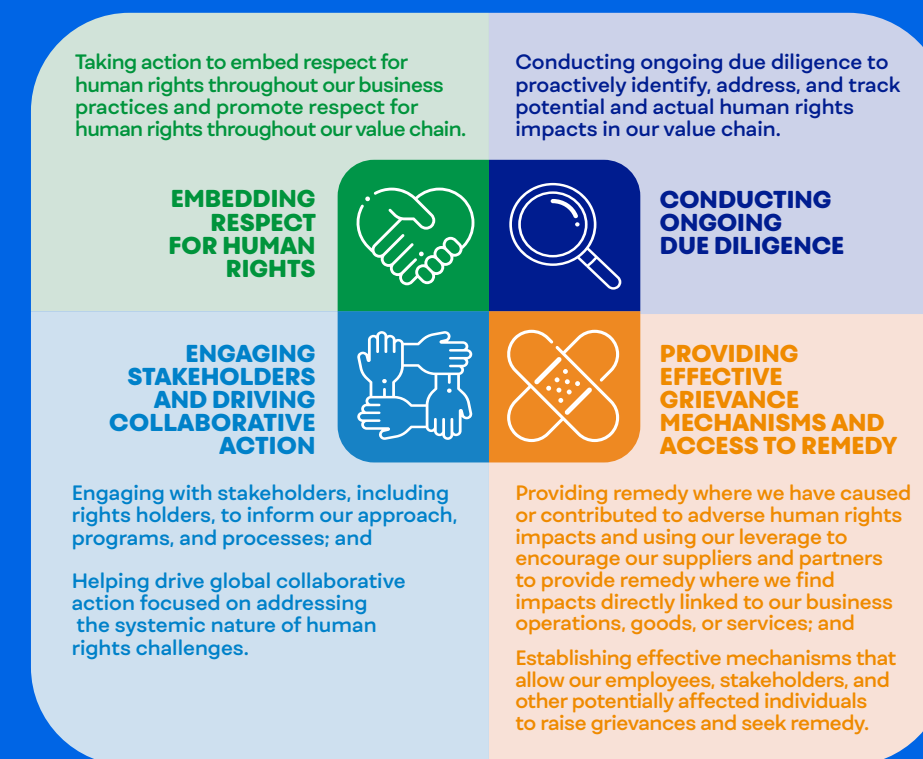 Taking action to embed respect for
human rights throughout our business
practices and promote respect for
human rights throughout our value chain.
EMBEDDING
RESPECT
FOR HUMAN
RIGHTS
Conducting ongoing due diligence to
proactively identify, address, and track
potential and actual human rights
impacts in our value chain.
CONDUCTING
ONGOING
DUE DILIGENCE
ENGAGING
STAKEHOLDERS
AND DRIVING
COLLABORATIVE
ACTION
Engaging with stakeholders, including
rights holders, to inform our approach,
programs, and processes; and
Helping drive global collaborative
action focused on addressing
the systemic nature of human
rights challenges.
PROVIDING
EFFECTIVE
GRIEVANCE
MECHANISMS AND
ACCESS TO REMEDY
Providing remedy where we have caused
or contributed to adverse human rights
impacts and using our leverage to
encourage our suppliers and partners
to provide remedy where we find
impacts directly linked to our business
operations, goods, or services; and
Establishing effective mechanisms that
allow our employees, stakeholders, and
other potentially affected individuals
to raise grievances and seek remedy.